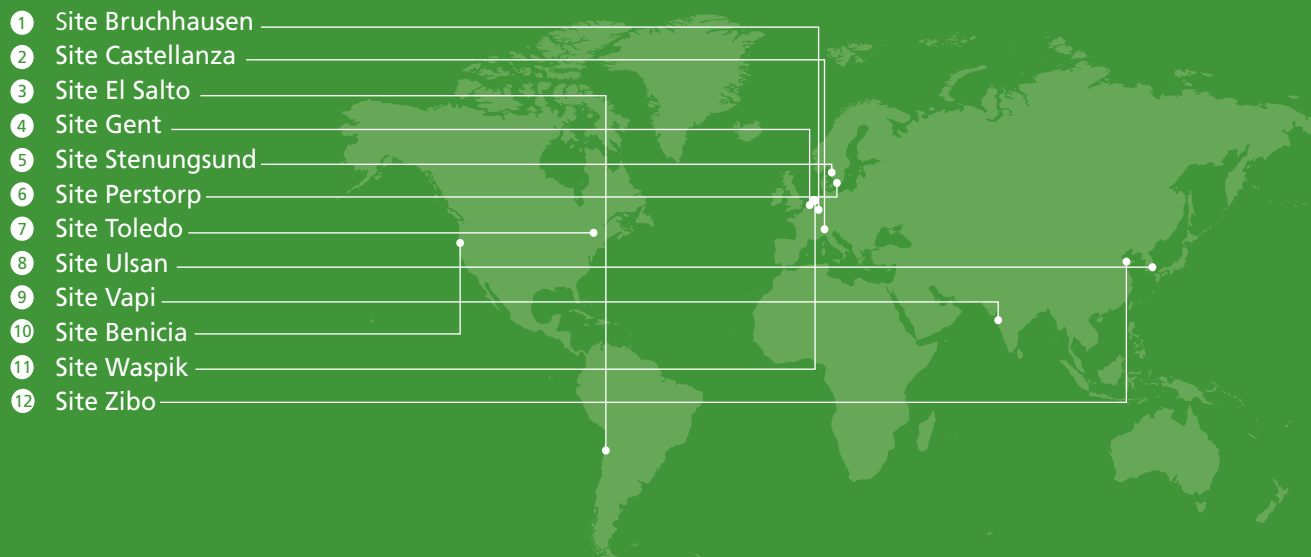 1 Site Bruchhausen
2 Site Castellanza
3 Site El Salto
4 Site Gent
5 Site Stenungsund
6 Site Perstorp
7 Site Toledo
8 Site Ulsan
9 Site Vapi
10 Site Benicia
11 Site Waspik
12 Site Zibo